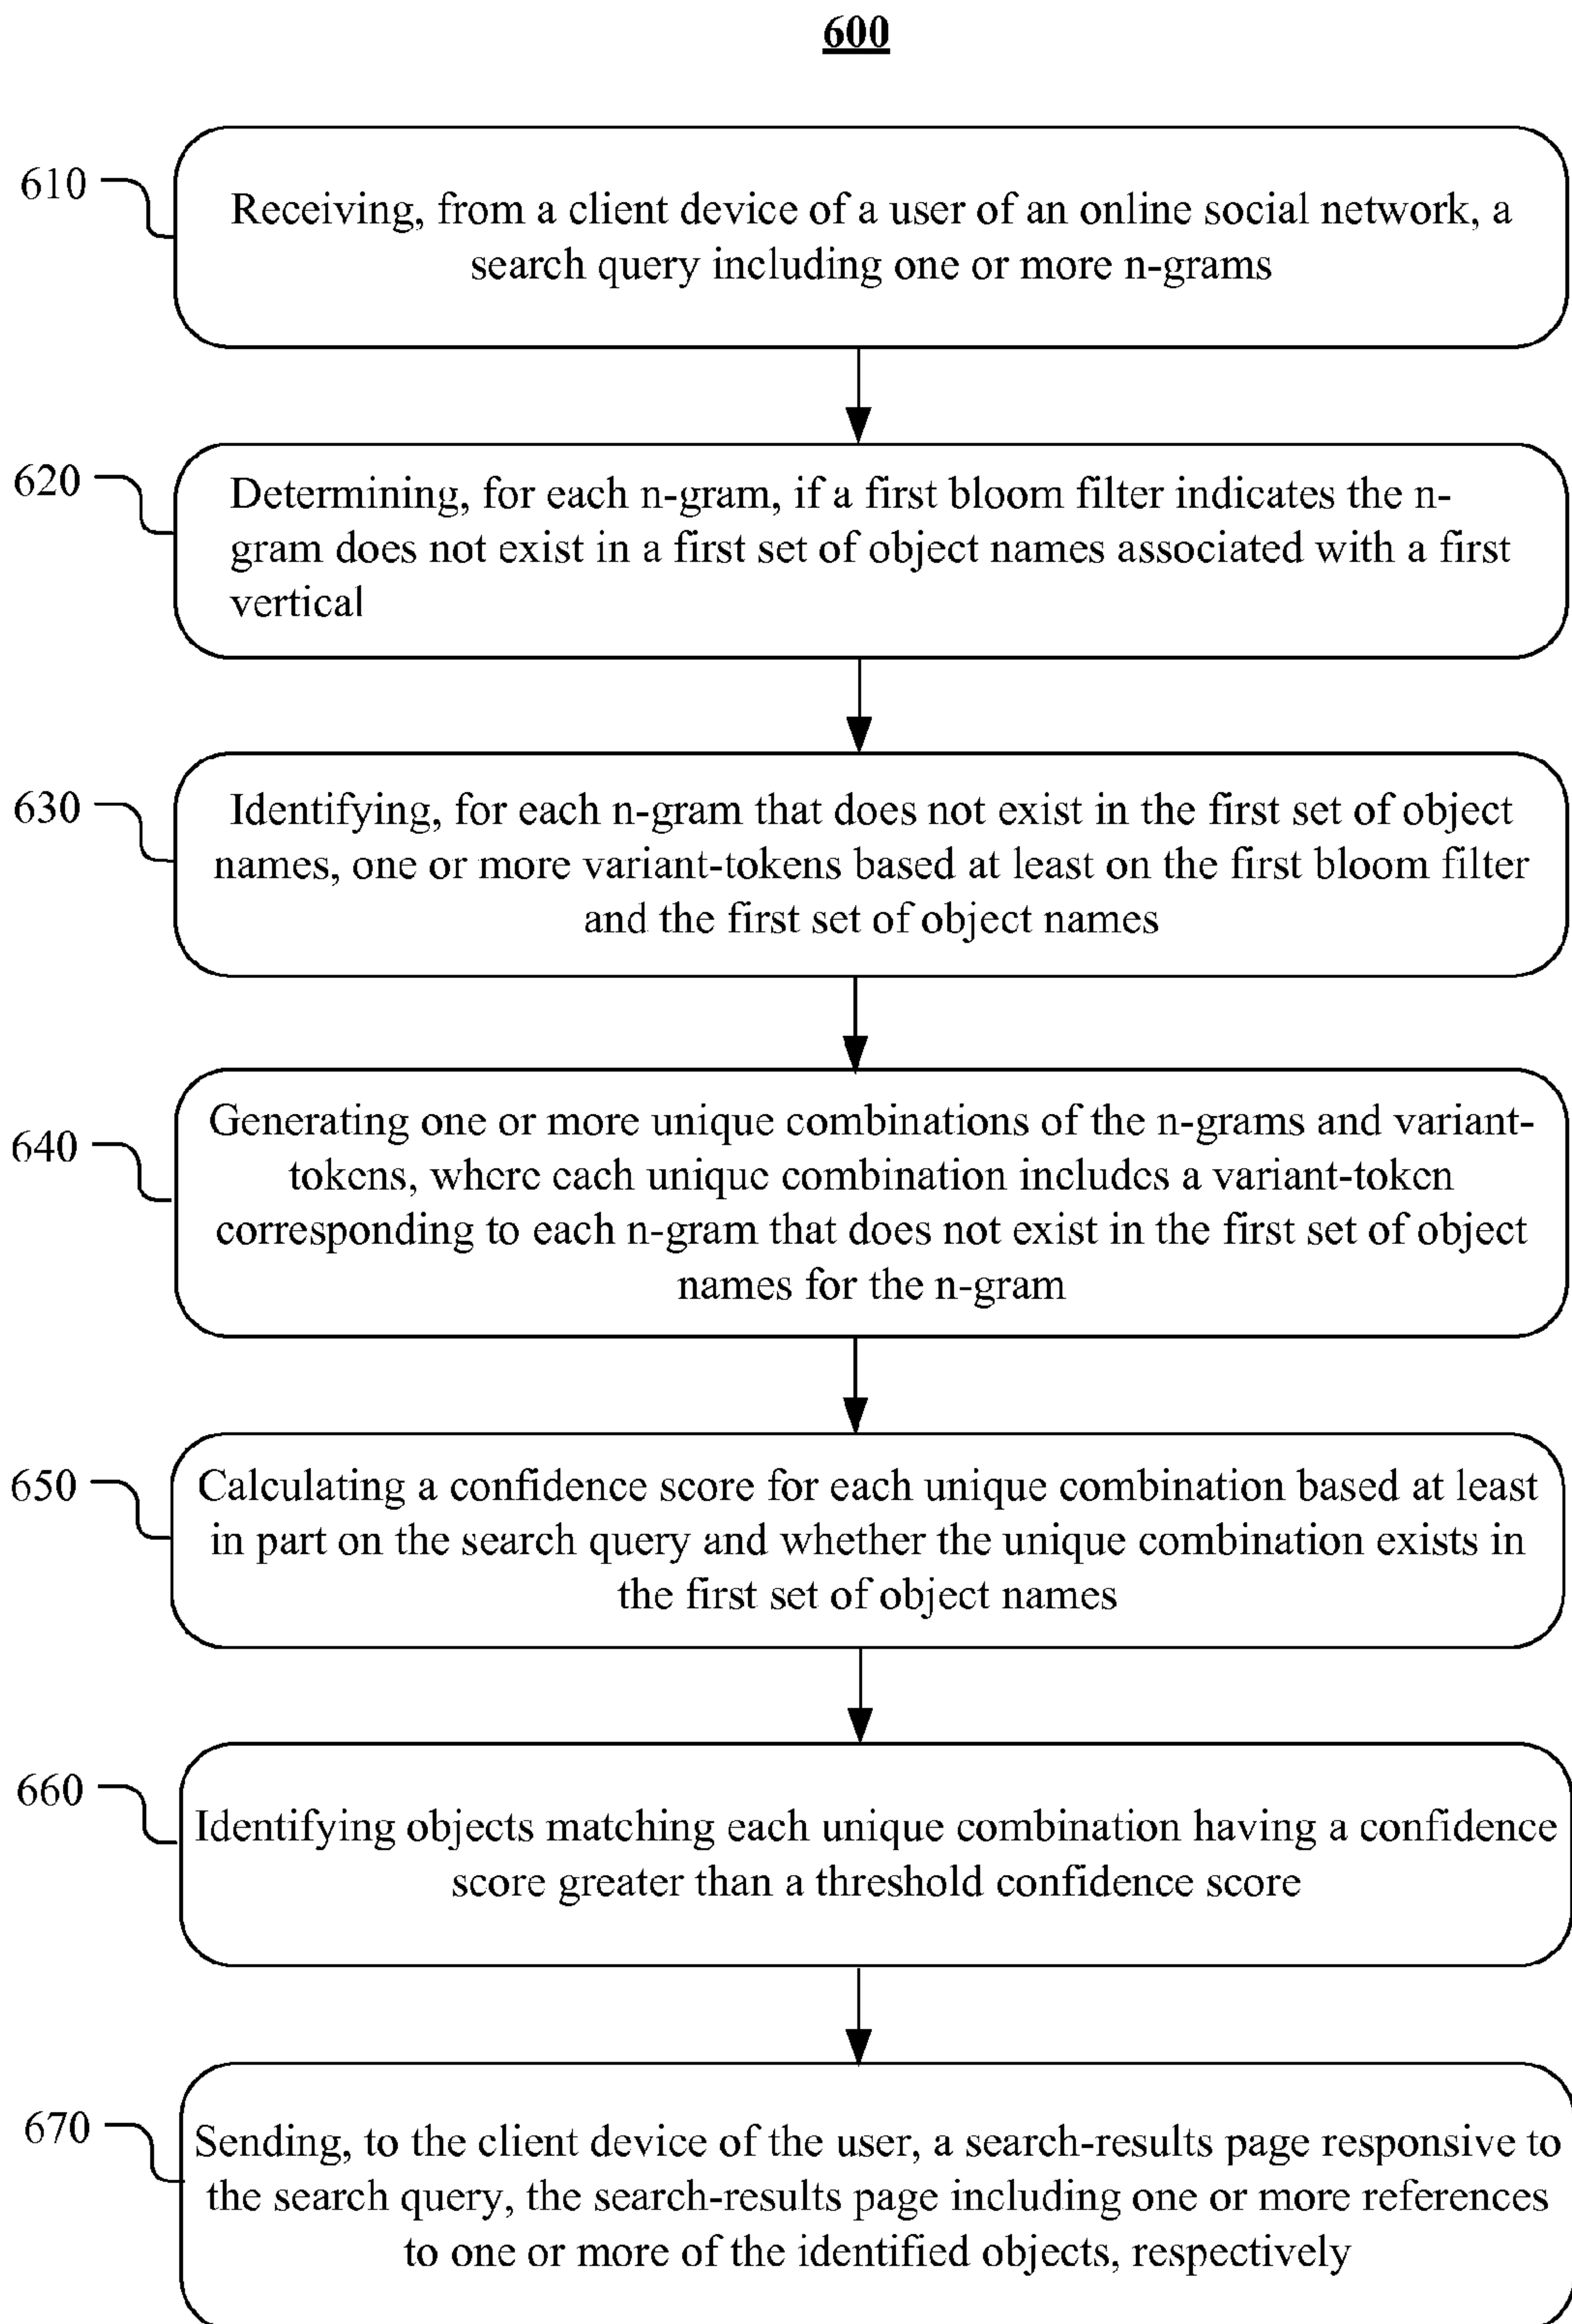 600
610
Receiving, from a client device of a user of an online social network, a
search query including one or more n-grams
620
Determining, for each n-gram, if a first bloom filter indicates the n-
gram does not exist in a first set of object names associated with a first
vertical
630
Identifying, for each n-gram that does not exist in the first set of object
names, one or more variant-tokens based at least on the first bloom filter
and the first set of object names
640
Generating one or more unique combinations of the n-grams and variant-
tokens, where each unique combination includes a variant-token
corresponding to each n-gram that does not exist in the first set of object
names for the n-gram
650
Calculating a confidence score for each unique combination based at least
in part on the search query and whether the unique combination exists in
the first set of object names
660
Identifying objects matching each unique combination having a confidence
score greater than a threshold confidence score
670
Sending, to the client device of the user, a search-results page responsive to
the search query, the search-results page including one or more references
to one or more of the identified objects, respectively